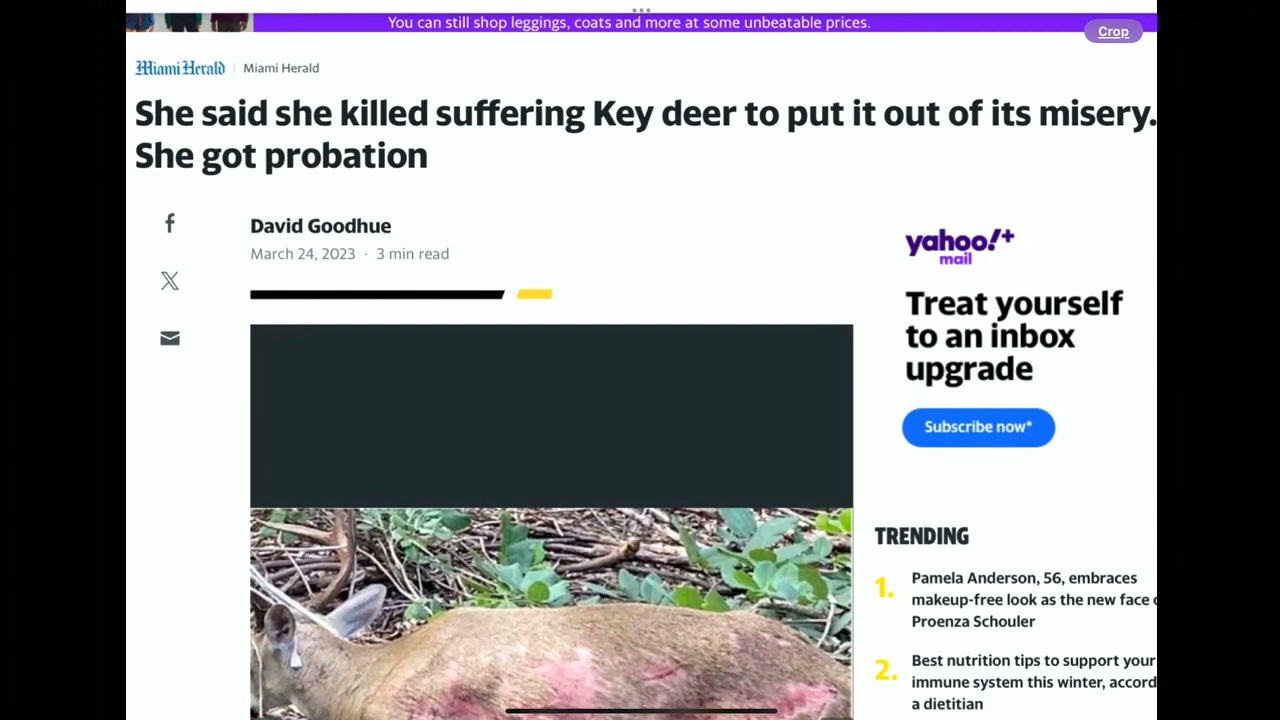 You can still shop leggings, coats and more at some unbeatable prices.
Crop
Miami Herald
Miami Herald
She said she killed suffering Key deer to put it out of its misery.
She got probation
David Goodhue
March 24, 2023 · 3 min read
yahoo!+
mail
Treat yourself
to an inbox
upgrade
Subscribe now*
TRENDING
1.
Pamela Anderson, 56, embraces
makeup-free look as the new face
Proenza Schouler
2.
Best nutrition tips to support your
immune system this winter, accord
a dietitian